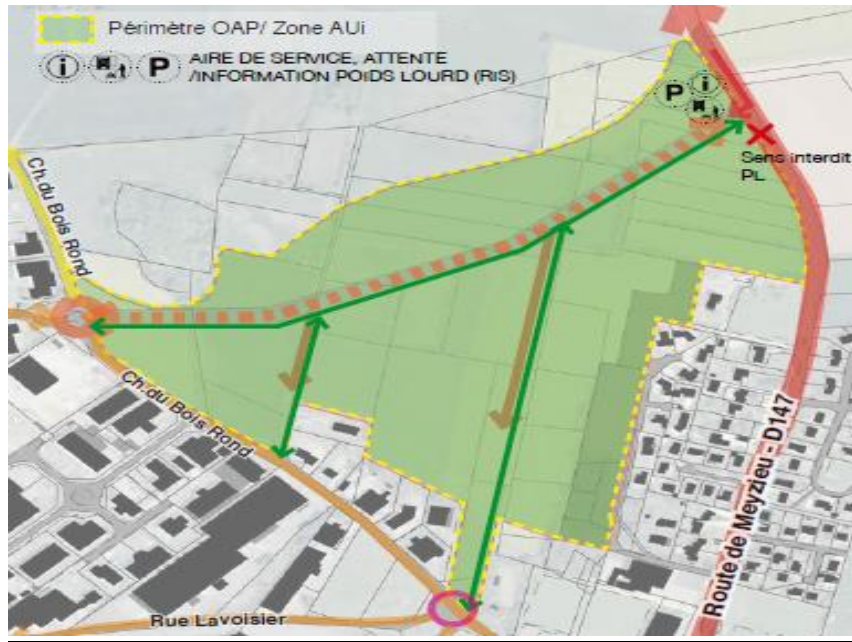 Périmètre OAP/ Zone AUi
i P AIRE DE SERVICE, ATTENTE
/INFORMATION POIDS LOURD (RIS)
P i
Sens interdit
PL
Ch.du Bois Rond
Ch.du Bois Rond
Route de Meyzieu - D147
Rue Lavoisier